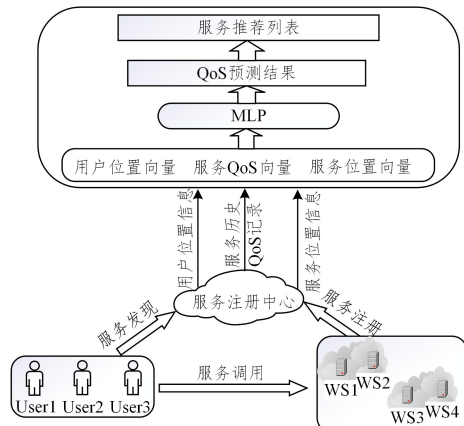 服务推荐列表
QoS预测结果
MLP
用户位置向量 服务QoS向量 服务位置向量
用户位置信息
服务历史
QoS记录
服务位置信息
服务注册中心
服务发现
服务注册
服务调用
User1 User2 User3
WS1
WS2
WS3
WS4